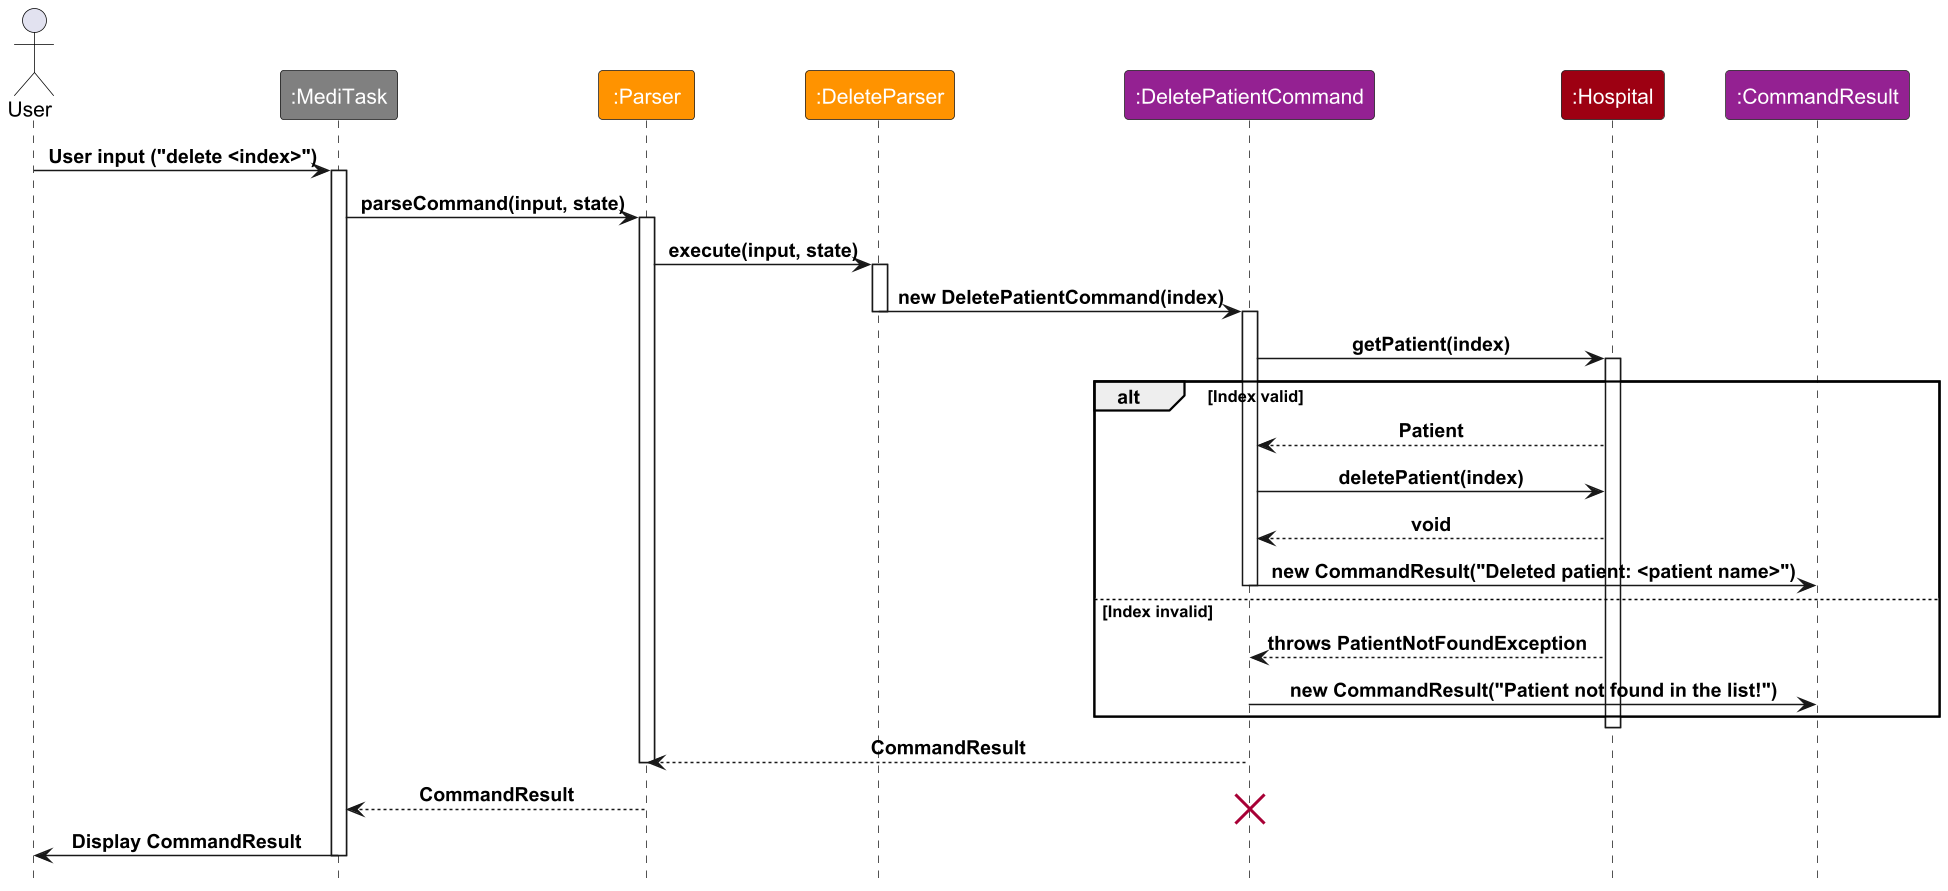 User
:MediTask
:Parser
:DeleteParser
:DeletePatientCommand
:Hospital
:CommandResult
User input ("delete <index>")
parseCommand(input, state)
execute(input, state)
new DeletePatientCommand(index)
getPatient(index)
alt
[Index valid]
Patient
deletePatient(index)
void
new CommandResult("Deleted patient: <patient name>")
[Index invalid]
throws PatientNotFoundException
new CommandResult("Patient not found in the list!")
CommandResult
CommandResult
Display CommandResult